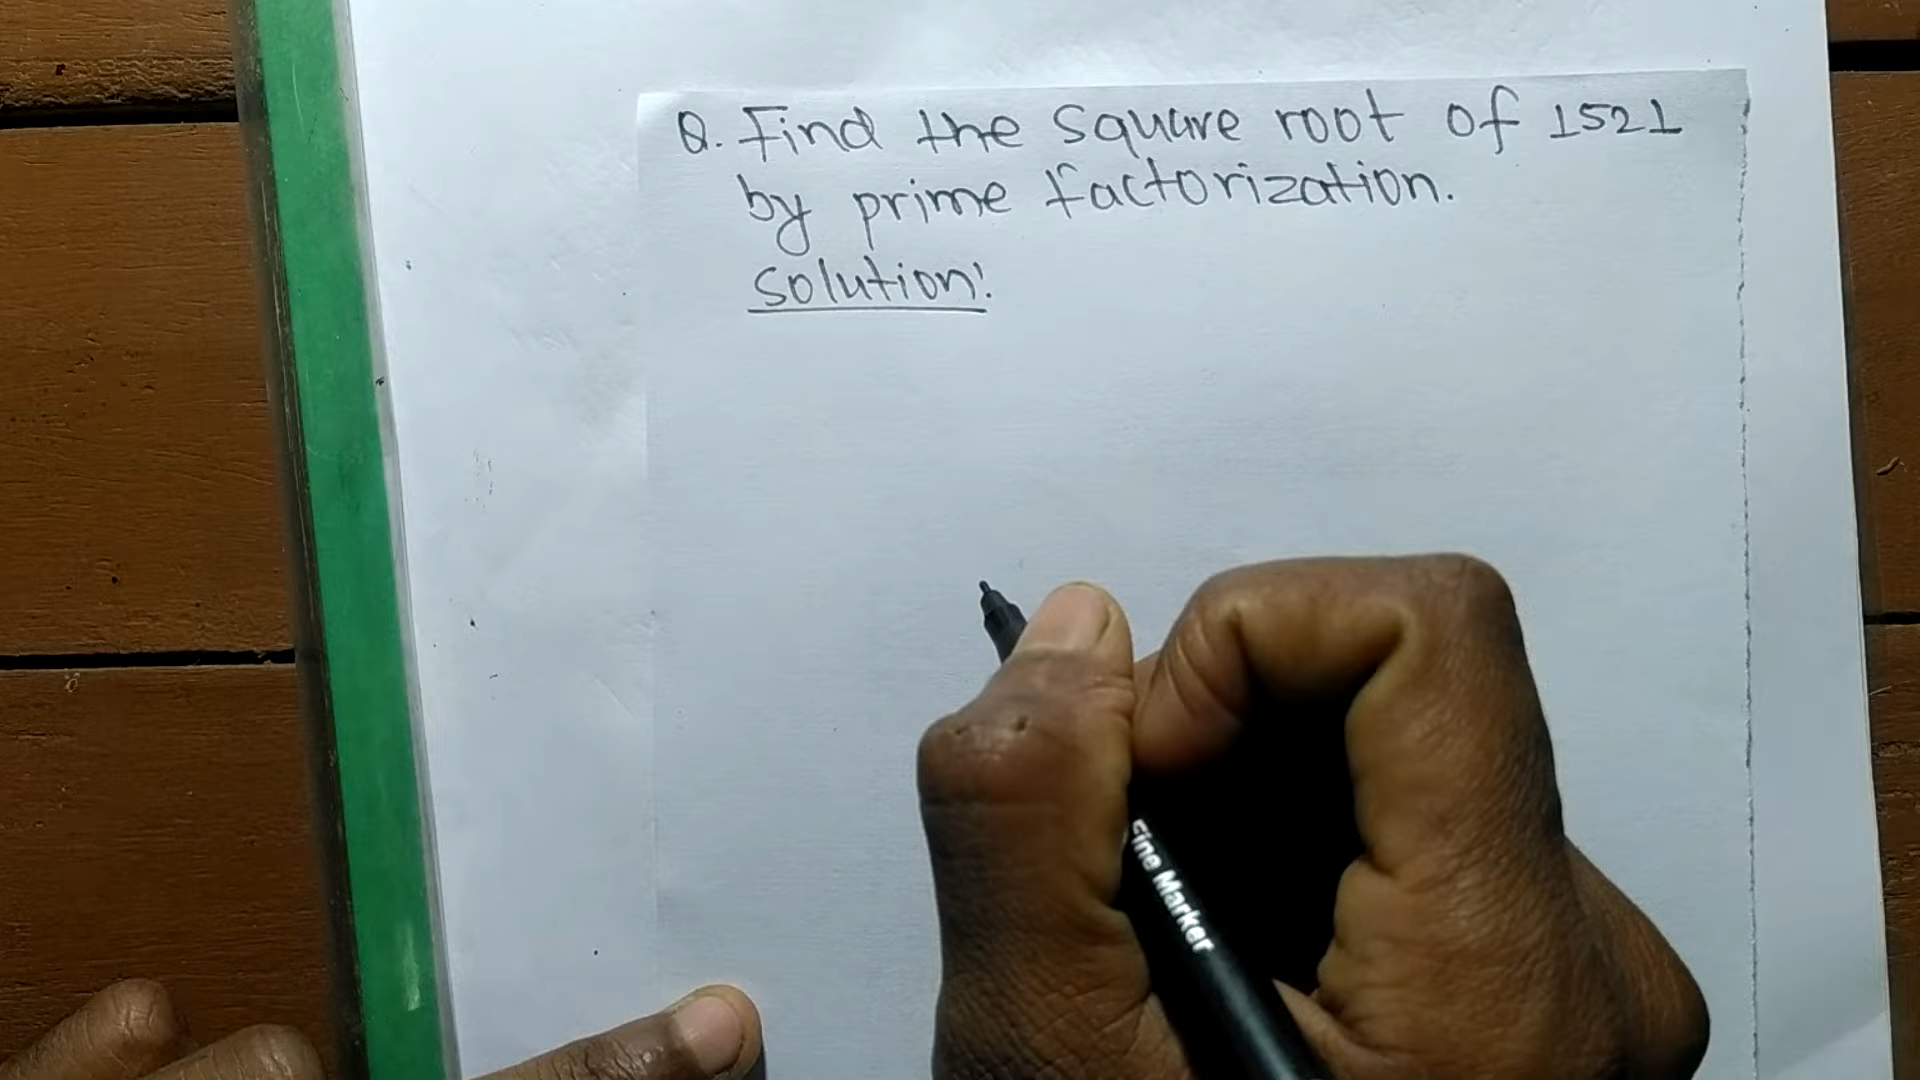 Q. Find the square root of 1521
by prime factorization.
Solution:
Fine Marker